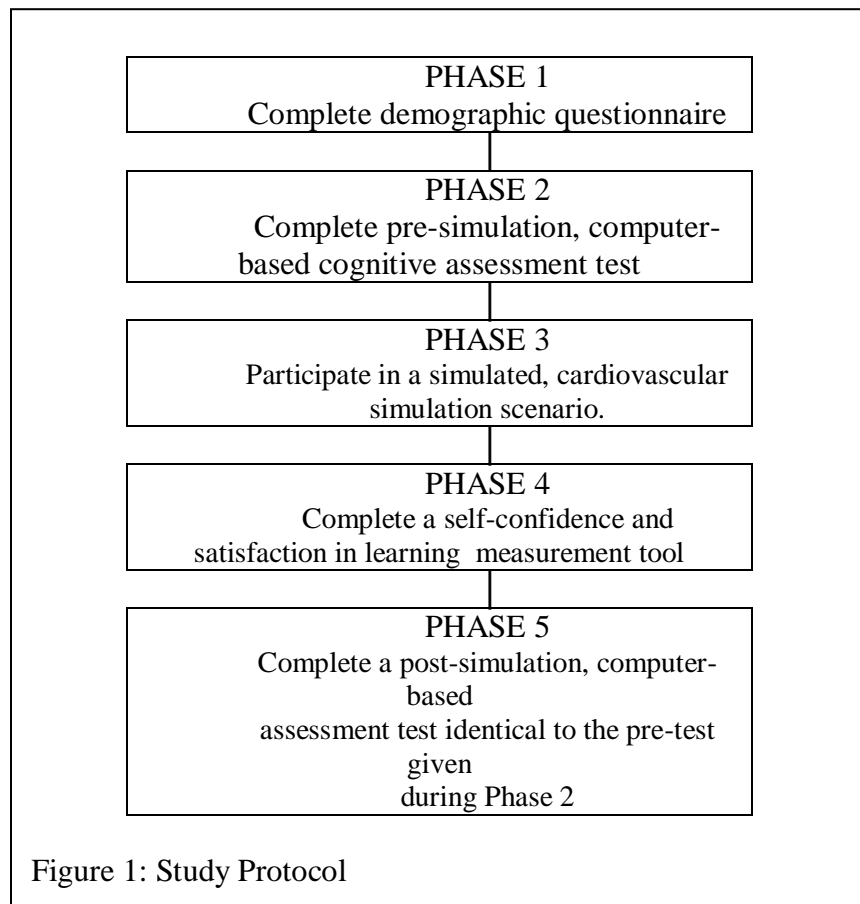 PHASE 1
Complete demographic questionnaire
PHASE 2
Complete pre-simulation, computer-
based cognitive assessment test
PHASE 3
Participate in a simulated, cardiovascular
simulation scenario.
PHASE 4
Complete a self-confidence and
satisfaction in learning measurement tool
PHASE 5
Complete a post-simulation, computer-
based
assessment test identical to the pre-test
given
during Phase 2
Figure 1: Study Protocol